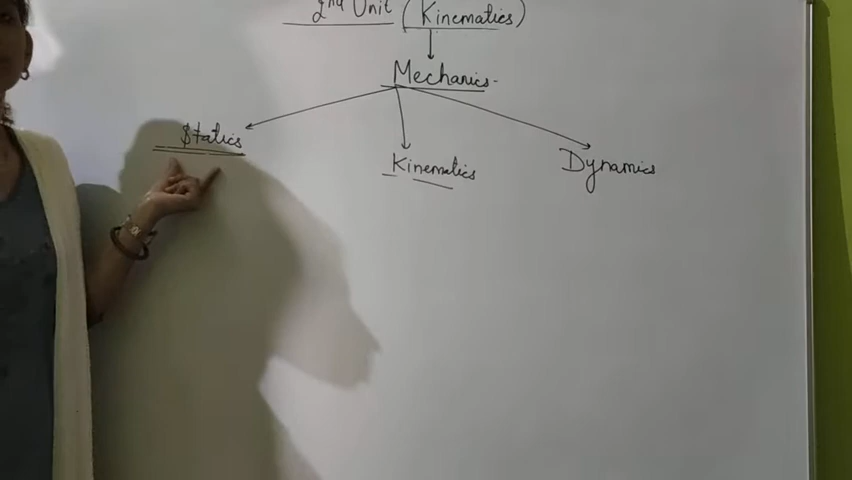 2nd Unit (Kinematics)
Mechanics-
Statics
Kinematics
Dynamics